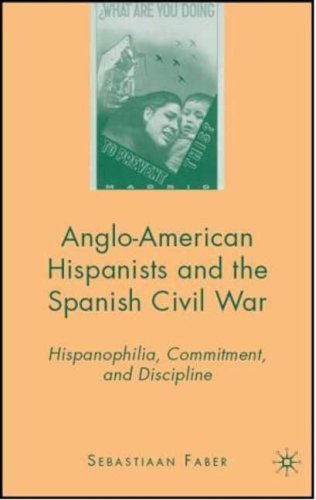 ¿WHAT ARE YOU DOING
TO PREVENT
THIS?
MADRID
Anglo-American
Hispanists and the
Spanish Civil War
Hispanophilia, Commitment,
and Discipline
SEBASTIAAN FABER